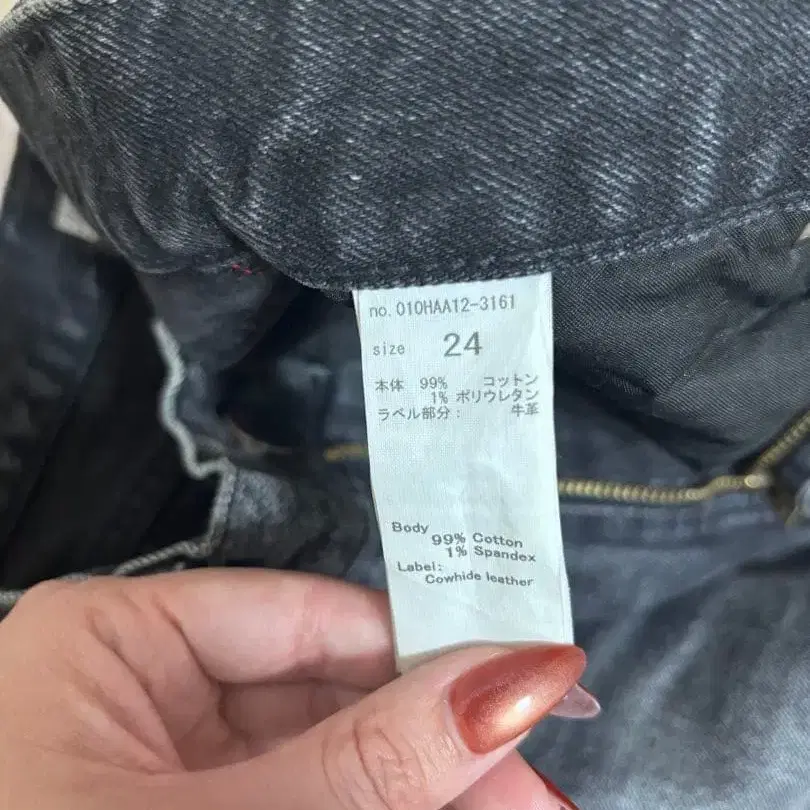 no. 010HAA12-3161
size 24
本体 99% コットン
1% ポリウレタン
ラベル部分: 牛革
Body
99% Cotton
1% Spandex
Label:
Cowhide leather